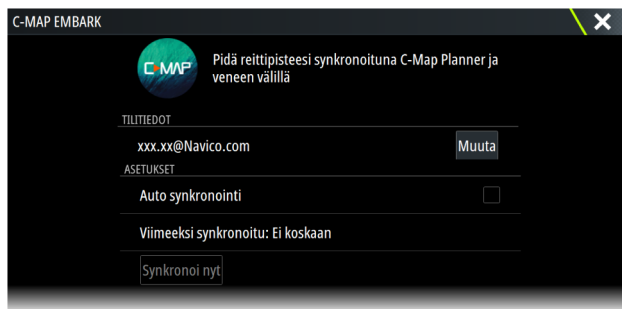 C-MAP EMBARK
C-MAP
Pidä reittipisteesi synkronoituna C-Map Planner ja
veneen välillä
TILITIEDOT
xxx.xx@Navico.com
Muuta
ASETUKSET
Auto synkronointi
Viimeeksi synkronoitu: Ei koskaan
Synkronoi nyt